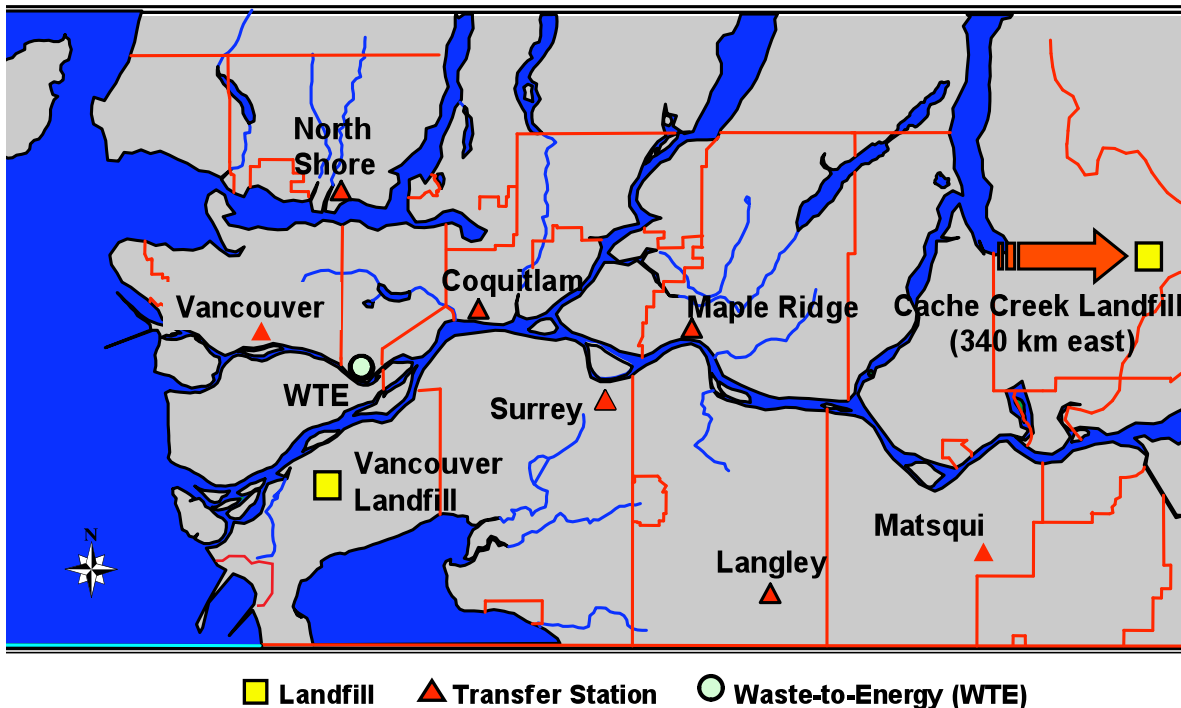 North
Shore
Coquitlam
Vancouver
Maple Ridge
Cache Creek Landfill
(340 km east)
WTE
Surrey
Vancouver
Landfill
Matsqui
N
Langley
Landfill
Transfer Station
Waste-to-Energy (WTE)